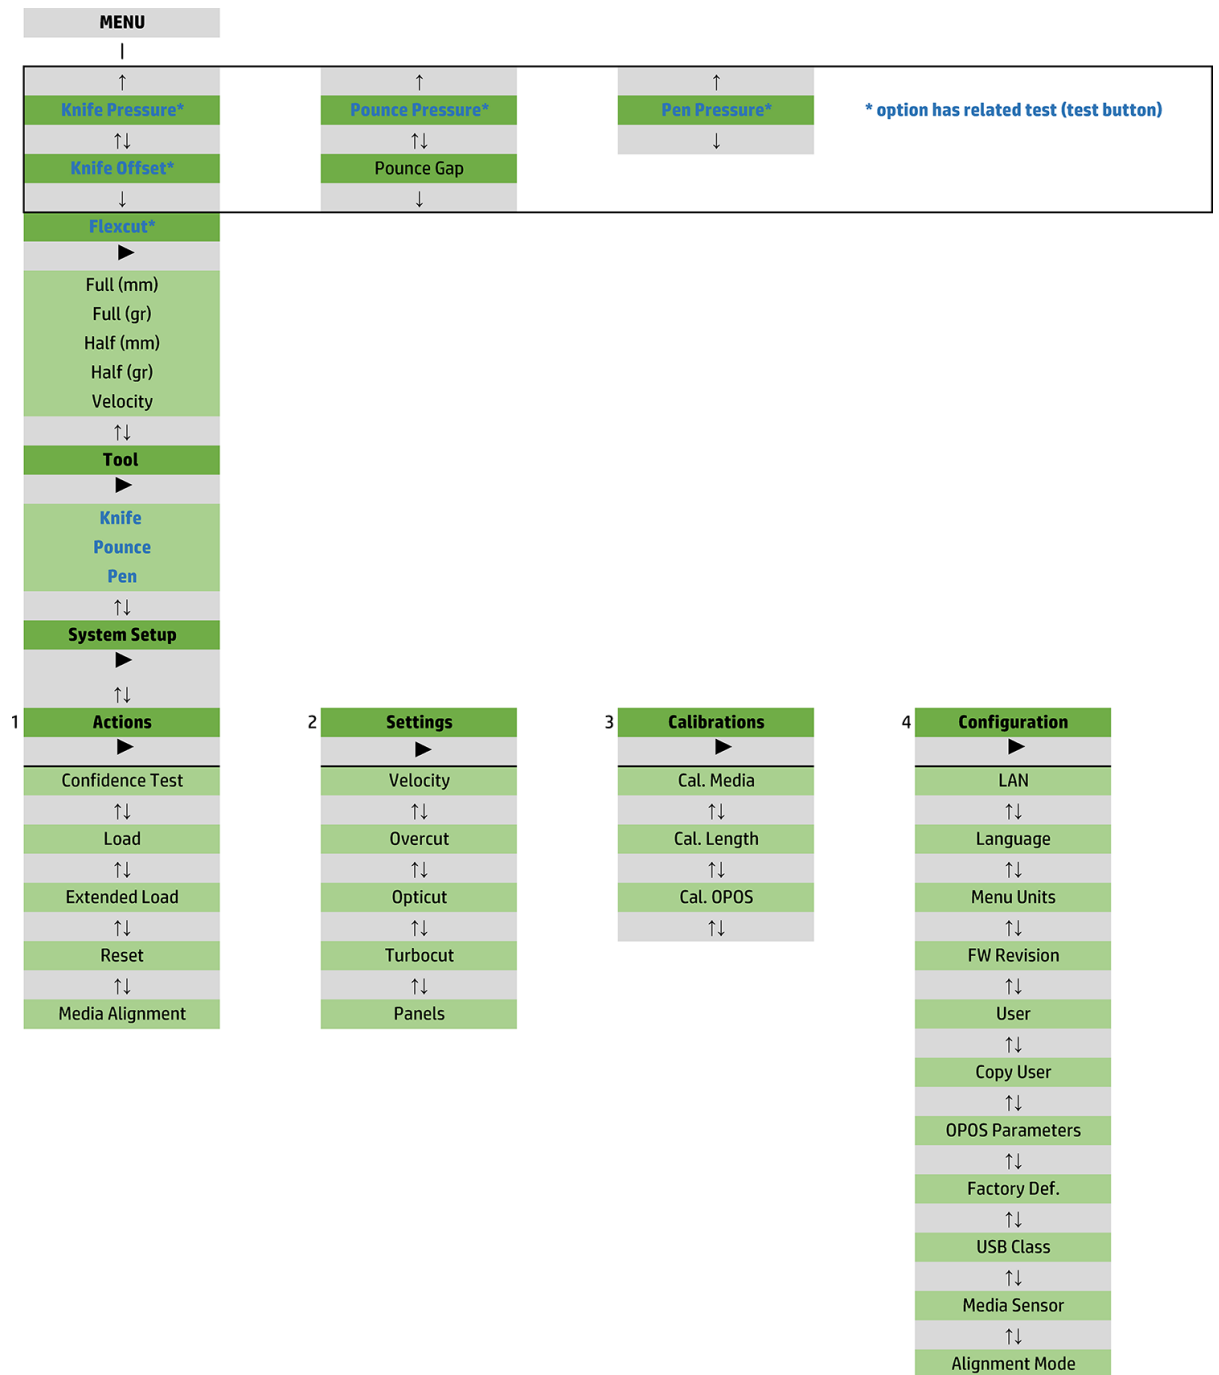 MENU
Knife Pressure*
Pounce Pressure*
Pen Pressure*
* option has related test (test button)
Knife Offset*
Pounce Gap
Flexcut*
Full (mm)
Full (gr)
Half (mm)
Half (gr)
Velocity
Tool
Knife
Pounce
Pen
System Setup
1 Actions
Confidence Test
Load
Extended Load
Reset
Media Alignment
2 Settings
Velocity
Overcut
Opticut
Turbocut
Panels
3 Calibrations
Cal. Media
Cal. Length
Cal. OPOS
4 Configuration
LAN
Language
Menu Units
FW Revision
User
Copy User
OPOS Parameters
Factory Def.
USB Class
Media Sensor
Alignment Mode